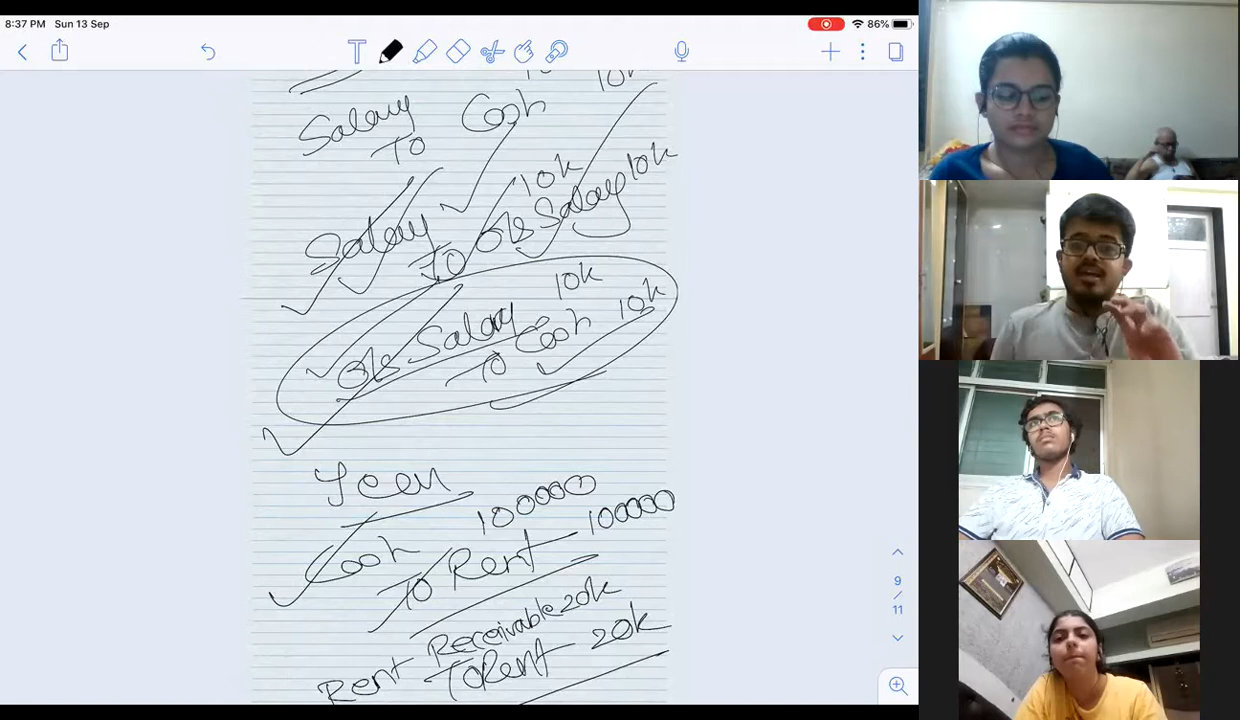 8:37 PM Sun 13 Sep
86%
T
10k
Salary
To Cash
Salary 10k
To O/s Salary 10k
O/s Salary 10k
To Cash 10k
Cash 100000
To Rent 100000
Rent Receivable 20k
To Rent 20k
9
/
11